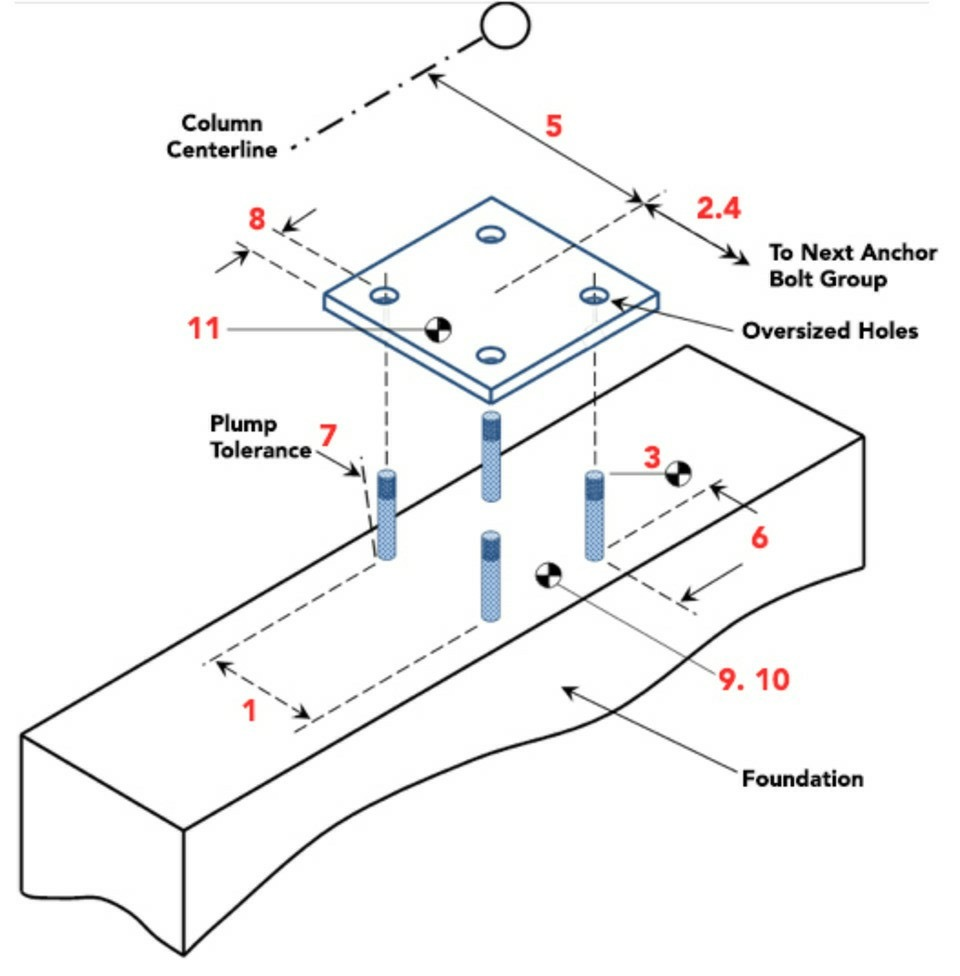 5
Column
Centerline
8
2.4
To Next Anchor
Bolt Group
11
Oversized Holes
Plump
Tolerance
7
3
6
9. 10
1
Foundation